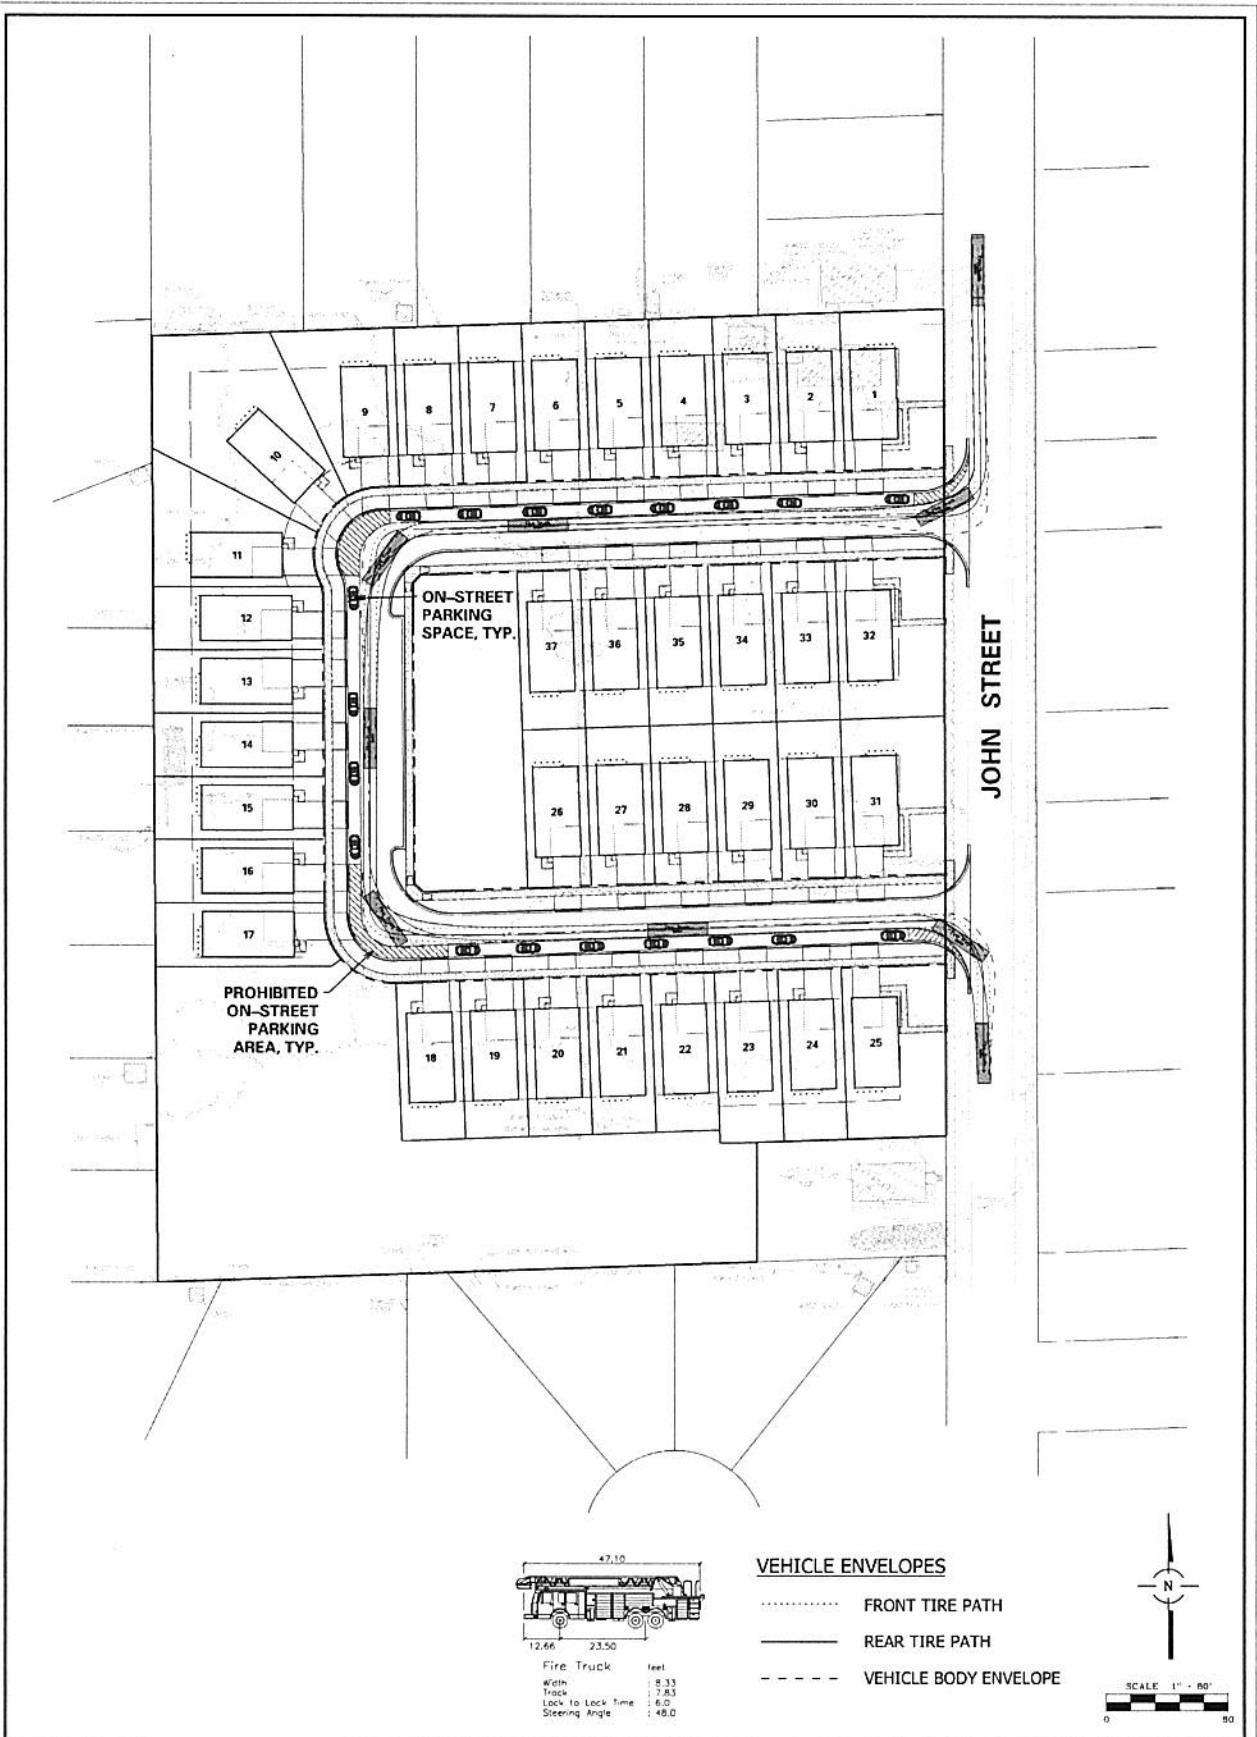 9
8
7
6
5
4
3
2
1
10
11
12
13
14
15
16
17
ON-STREET
PARKING
SPACE, TYP.
37
36
35
34
33
32
26
27
28
29
30
31
JOHN STREET
PROHIBITED
ON-STREET
PARKING
AREA, TYP.
18
19
20
21
22
23
24
25
47.10
12.66 23.50
Fire Truck feet
Width : 8.33
Track : 7.83
Lock to Lock Time : 6.0
Steering Angle : 48.0
VEHICLE ENVELOPES
FRONT TIRE PATH
REAR TIRE PATH
VEHICLE BODY ENVELOPE
N
SCALE 1" - 80'
0 80